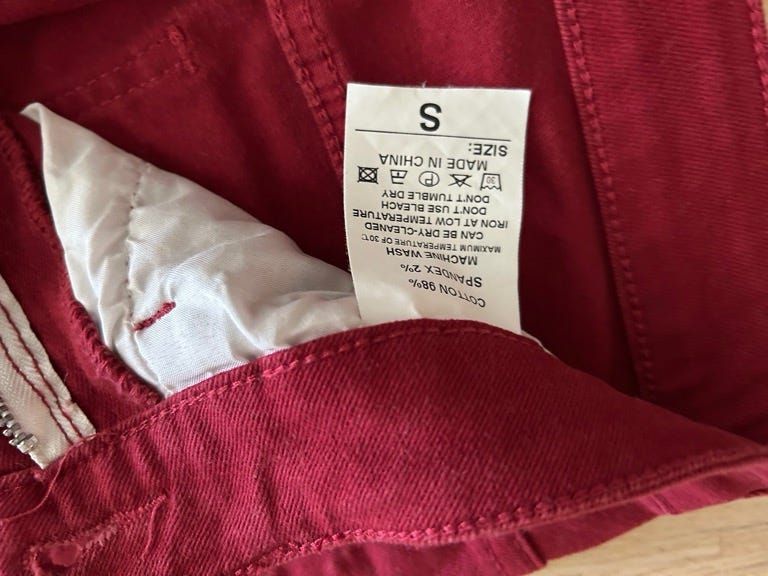 COTTON 98%
SPANDEX 2%
MACHINE WASH
MAXIMUM TEMPERATURE OF 30℃
CAN BE DRY-CLEANED
IRON AT LOW TEMPERATURE
DON'T USE BLEACH
DON'T TUMBLE DRY
30 P
MADE IN CHINA
SIZE:
S